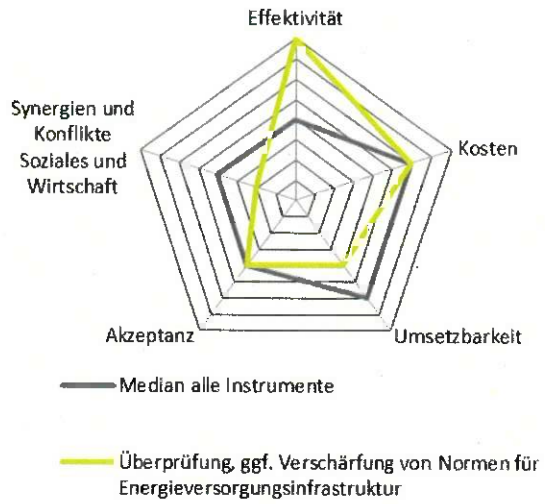 Effektivität
Synergien und
Konflikte
Soziales und
Wirtschaft
Kosten
Akzeptanz
Umsetzbarkeit
Median alle Instrumente
Überprüfung, ggf. Verschärfung von Normen für
Energieversorgungsinfrastruktur